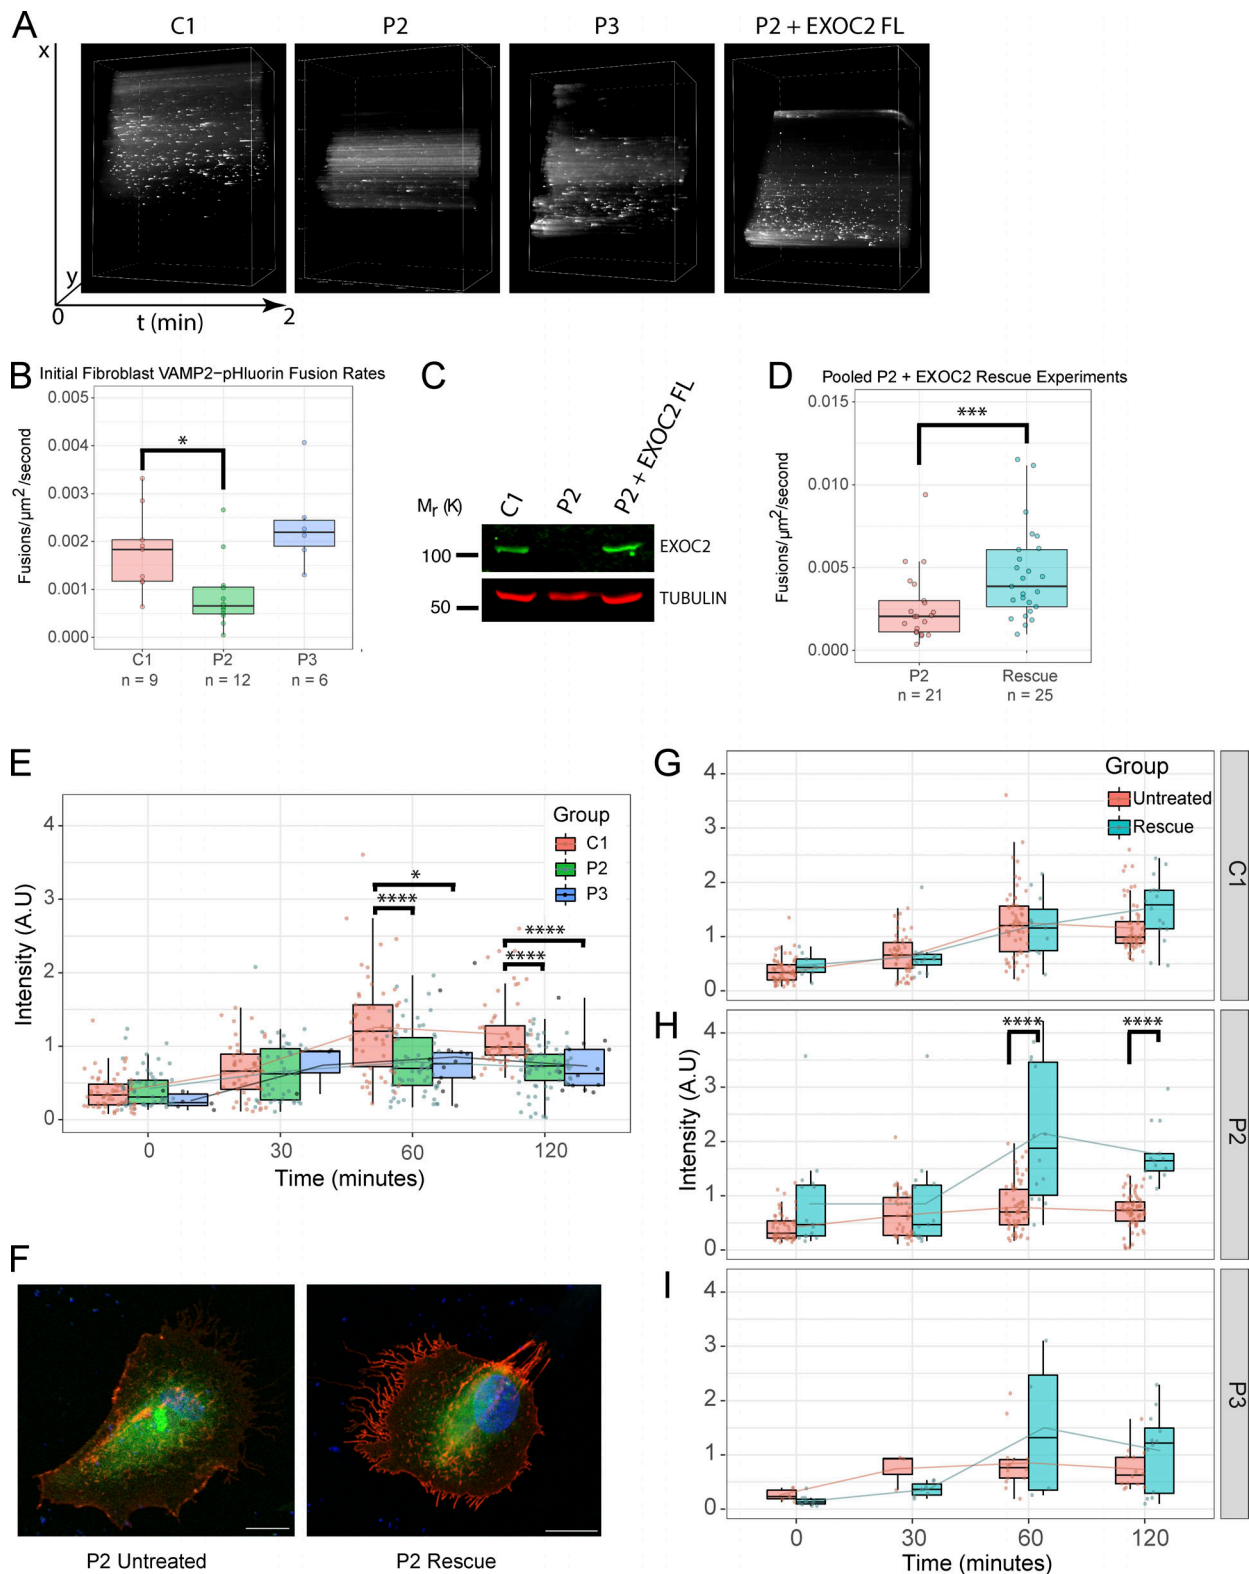 A
C1
P2
P3
P2 + EXOC2 FL
x
y
0
t (min)
2
B
Initial Fibroblast VAMP2−pHluorin Fusion Rates
Fusions/μm²/second
0.005
0.004
0.003
0.002
0.001
0.000
*
C1
P2
P3
n = 9
n = 12
n = 6
C
Mr (K)
C1
P2
P2 + EXOC2 FL
100
EXOC2
50
TUBULIN
D
Pooled P2 + EXOC2 Rescue Experiments
Fusions/μm²/second
0.015
0.010
0.005
0.000
***
P2
Rescue
n = 21
n = 25
E
Intensity (A.U)
4
3
2
1
0
Group
C1
P2
P3
*
****
****
****
0
30
60
120
Time (minutes)
F
P2 Untreated
P2 Rescue
G
4
3
2
1
0
Group
Untreated
Rescue
C1
H
Intensity (A.U)
4
3
2
1
0
****
****
P2
I
4
3
2
1
0
P3
0
30
60
120
Time (minutes)